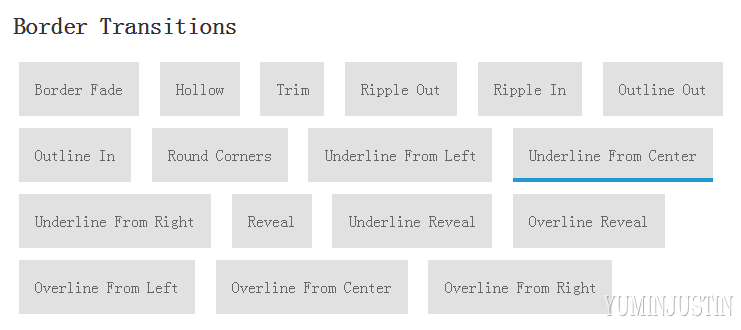 Border Transitions
Border Fade Hollow Trim Ripple Out Ripple In Outline Out
Outline In Round Corners Underline From Left Underline From Center
Underline From Right Reveal Underline Reveal Overline Reveal
Overline From Left Overline From Center Overline From Right
YUMINJUSTIN